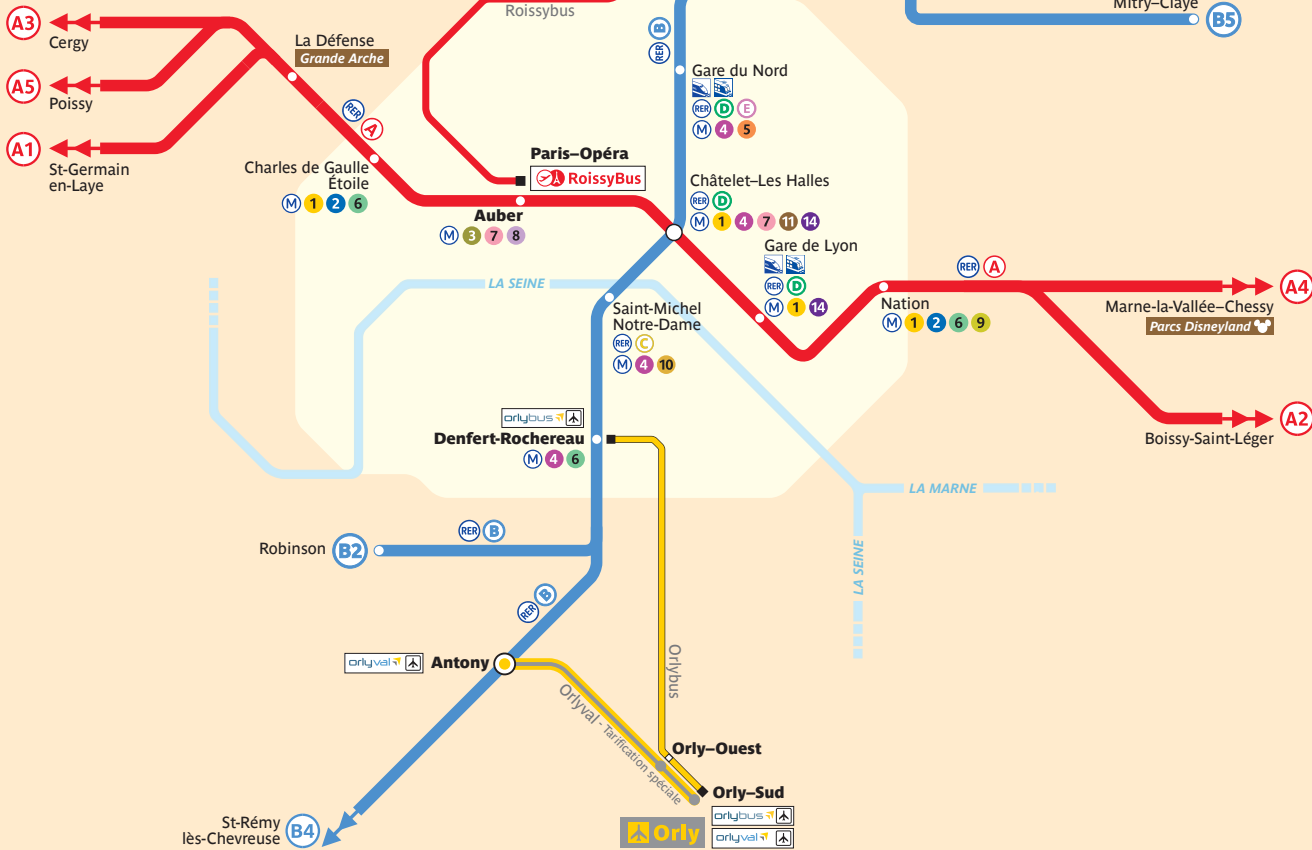 Roissybus
Mitry–Claye
B5
A3
Cergy
La Défense
Grande Arche
A5
Poissy
A1
St-Germain
en-Laye
RER A
Charles de Gaulle
Étoile
M 1 2 6
RER B
Gare du Nord
RER D E
M 4 5
Paris–Opéra
RoissyBus
Auber
M 3 7 8
Châtelet–Les Halles
RER D
M 1 4 7 11 14
Gare de Lyon
RER D
M 1 14
RER A
Nation
M 1 2 6 9
A4
Marne-la-Vallée–Chessy
Parcs Disneyland
A2
Boissy-Saint-Léger
LA SEINE
Saint-Michel
Notre-Dame
RER C
M 4 10
orlybus
Denfert-Rochereau
M 4 6
LA MARNE
LA SEINE
RER B
Robinson B2
RER B
orlyval
Antony
Orlybus
Orlyval - Tarification spéciale
Orly–Ouest
Orly–Sud
orlybus
orlyval
Orly
St-Rémy
lès-Chevreuse
B4